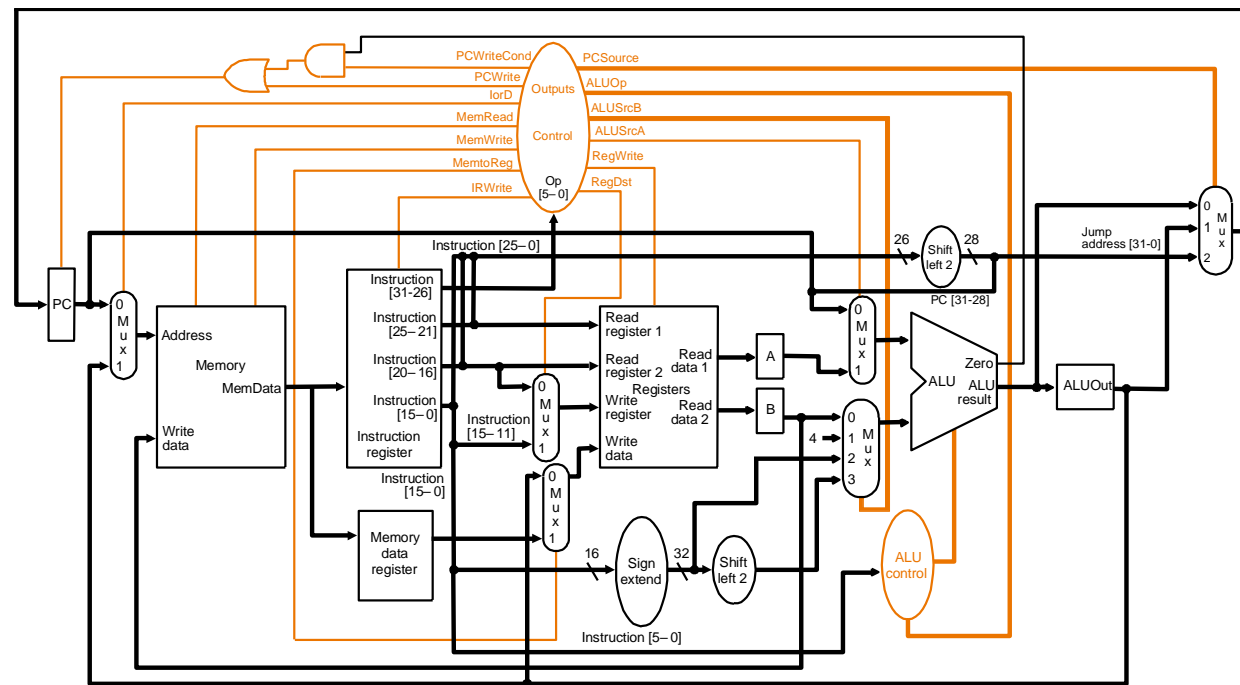 PCWriteCond
PCWrite
IorD
MemRead
MemWrite
MemtoReg
IRWrite
Outputs
Control
Op
[5–0]
PCSource
ALUOp
ALUSrcB
ALUSrcA
RegWrite
RegDst
Instruction [25–0]
26
Shift
left 2
28
Jump
address [31-0]
PC [31-28]
0
1
2
M
u
x
PC
0
M
u
x
1
Address
Memory
MemData
Write
data
Instruction
[31-26]
Instruction
[25–21]
Instruction
[20–16]
Instruction
[15–0]
Instruction
register
Instruction
[15–11]
Instruction
[15–0]
0
M
u
x
1
0
M
u
x
1
Read
register 1
Read
register 2
Registers
Write
register
Write
data
Read
data 1
Read
data 2
A
B
0
M
u
x
1
4
0
1
2
3
M
u
x
ALU
Zero
ALU
result
ALUOut
Memory
data
register
16
Sign
extend
32
Shift
left 2
ALU
control
Instruction [5–0]